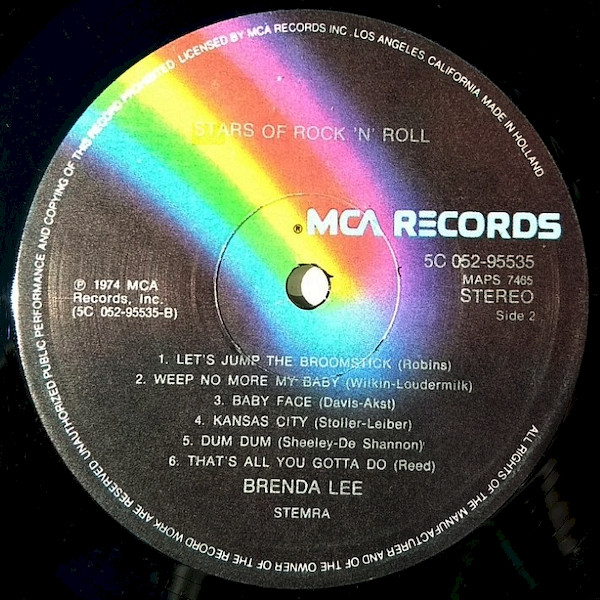 UNAUTHORIZED PUBLIC PERFORMANCE AND COPYING OF THIS RECORD PROHIBITED. LICENSED BY MCA RECORDS INC. LOS ANGELES, CALIFORNIA. MADE IN HOLLAND
STARS OF ROCK 'N' ROLL
® MCA RECORDS
5C 052-95535
MAPS 7465
STEREO
Side 2
℗ 1974 MCA
Records, Inc.
(5C 052-95535-B)
1. LET'S JUMP THE BROOMSTICK (Robins)
2. WEEP NO MORE MY BABY (Wilkin-Loudermilk)
3. BABY FACE (Davis-Akst)
4. KANSAS CITY (Stoller-Leiber)
5. DUM DUM (Sheeley-De Shannon)
6. THAT'S ALL YOU GOTTA DO (Reed)
BRENDA LEE
STEMRA
ALL RIGHTS OF THE MANUFACTURER AND OF THE OWNER OF THE RECORD WORK ARE RESERVED